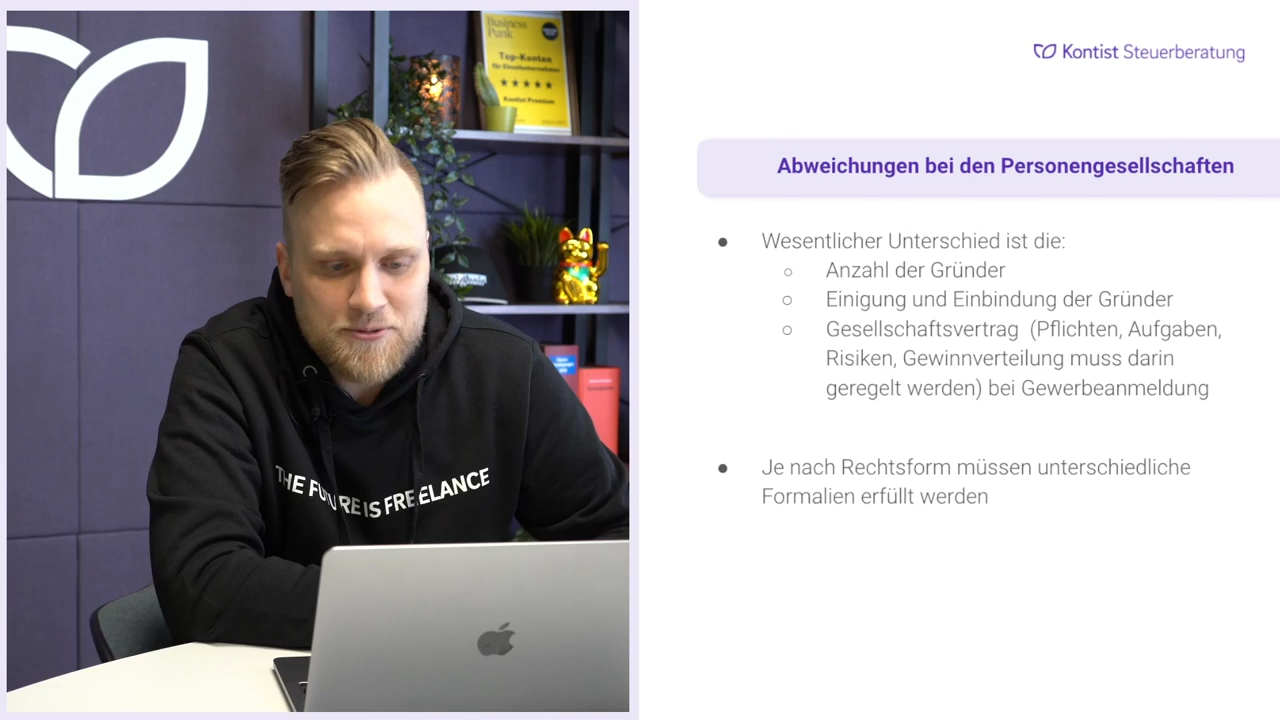 Business
Punk
Top-Konten
für Einzelunternehmer
Kontist Premium
THE FUTURE IS FREELANCE
Kontist Steuerberatung
Abweichungen bei den Personengesellschaften
● Wesentlicher Unterschied ist die:
○ Anzahl der Gründer
○ Einigung und Einbindung der Gründer
○ Gesellschaftsvertrag (Pflichten, Aufgaben,
Risiken, Gewinnverteilung muss darin
geregelt werden) bei Gewerbeanmeldung
● Je nach Rechtsform müssen unterschiedliche
Formalien erfüllt werden